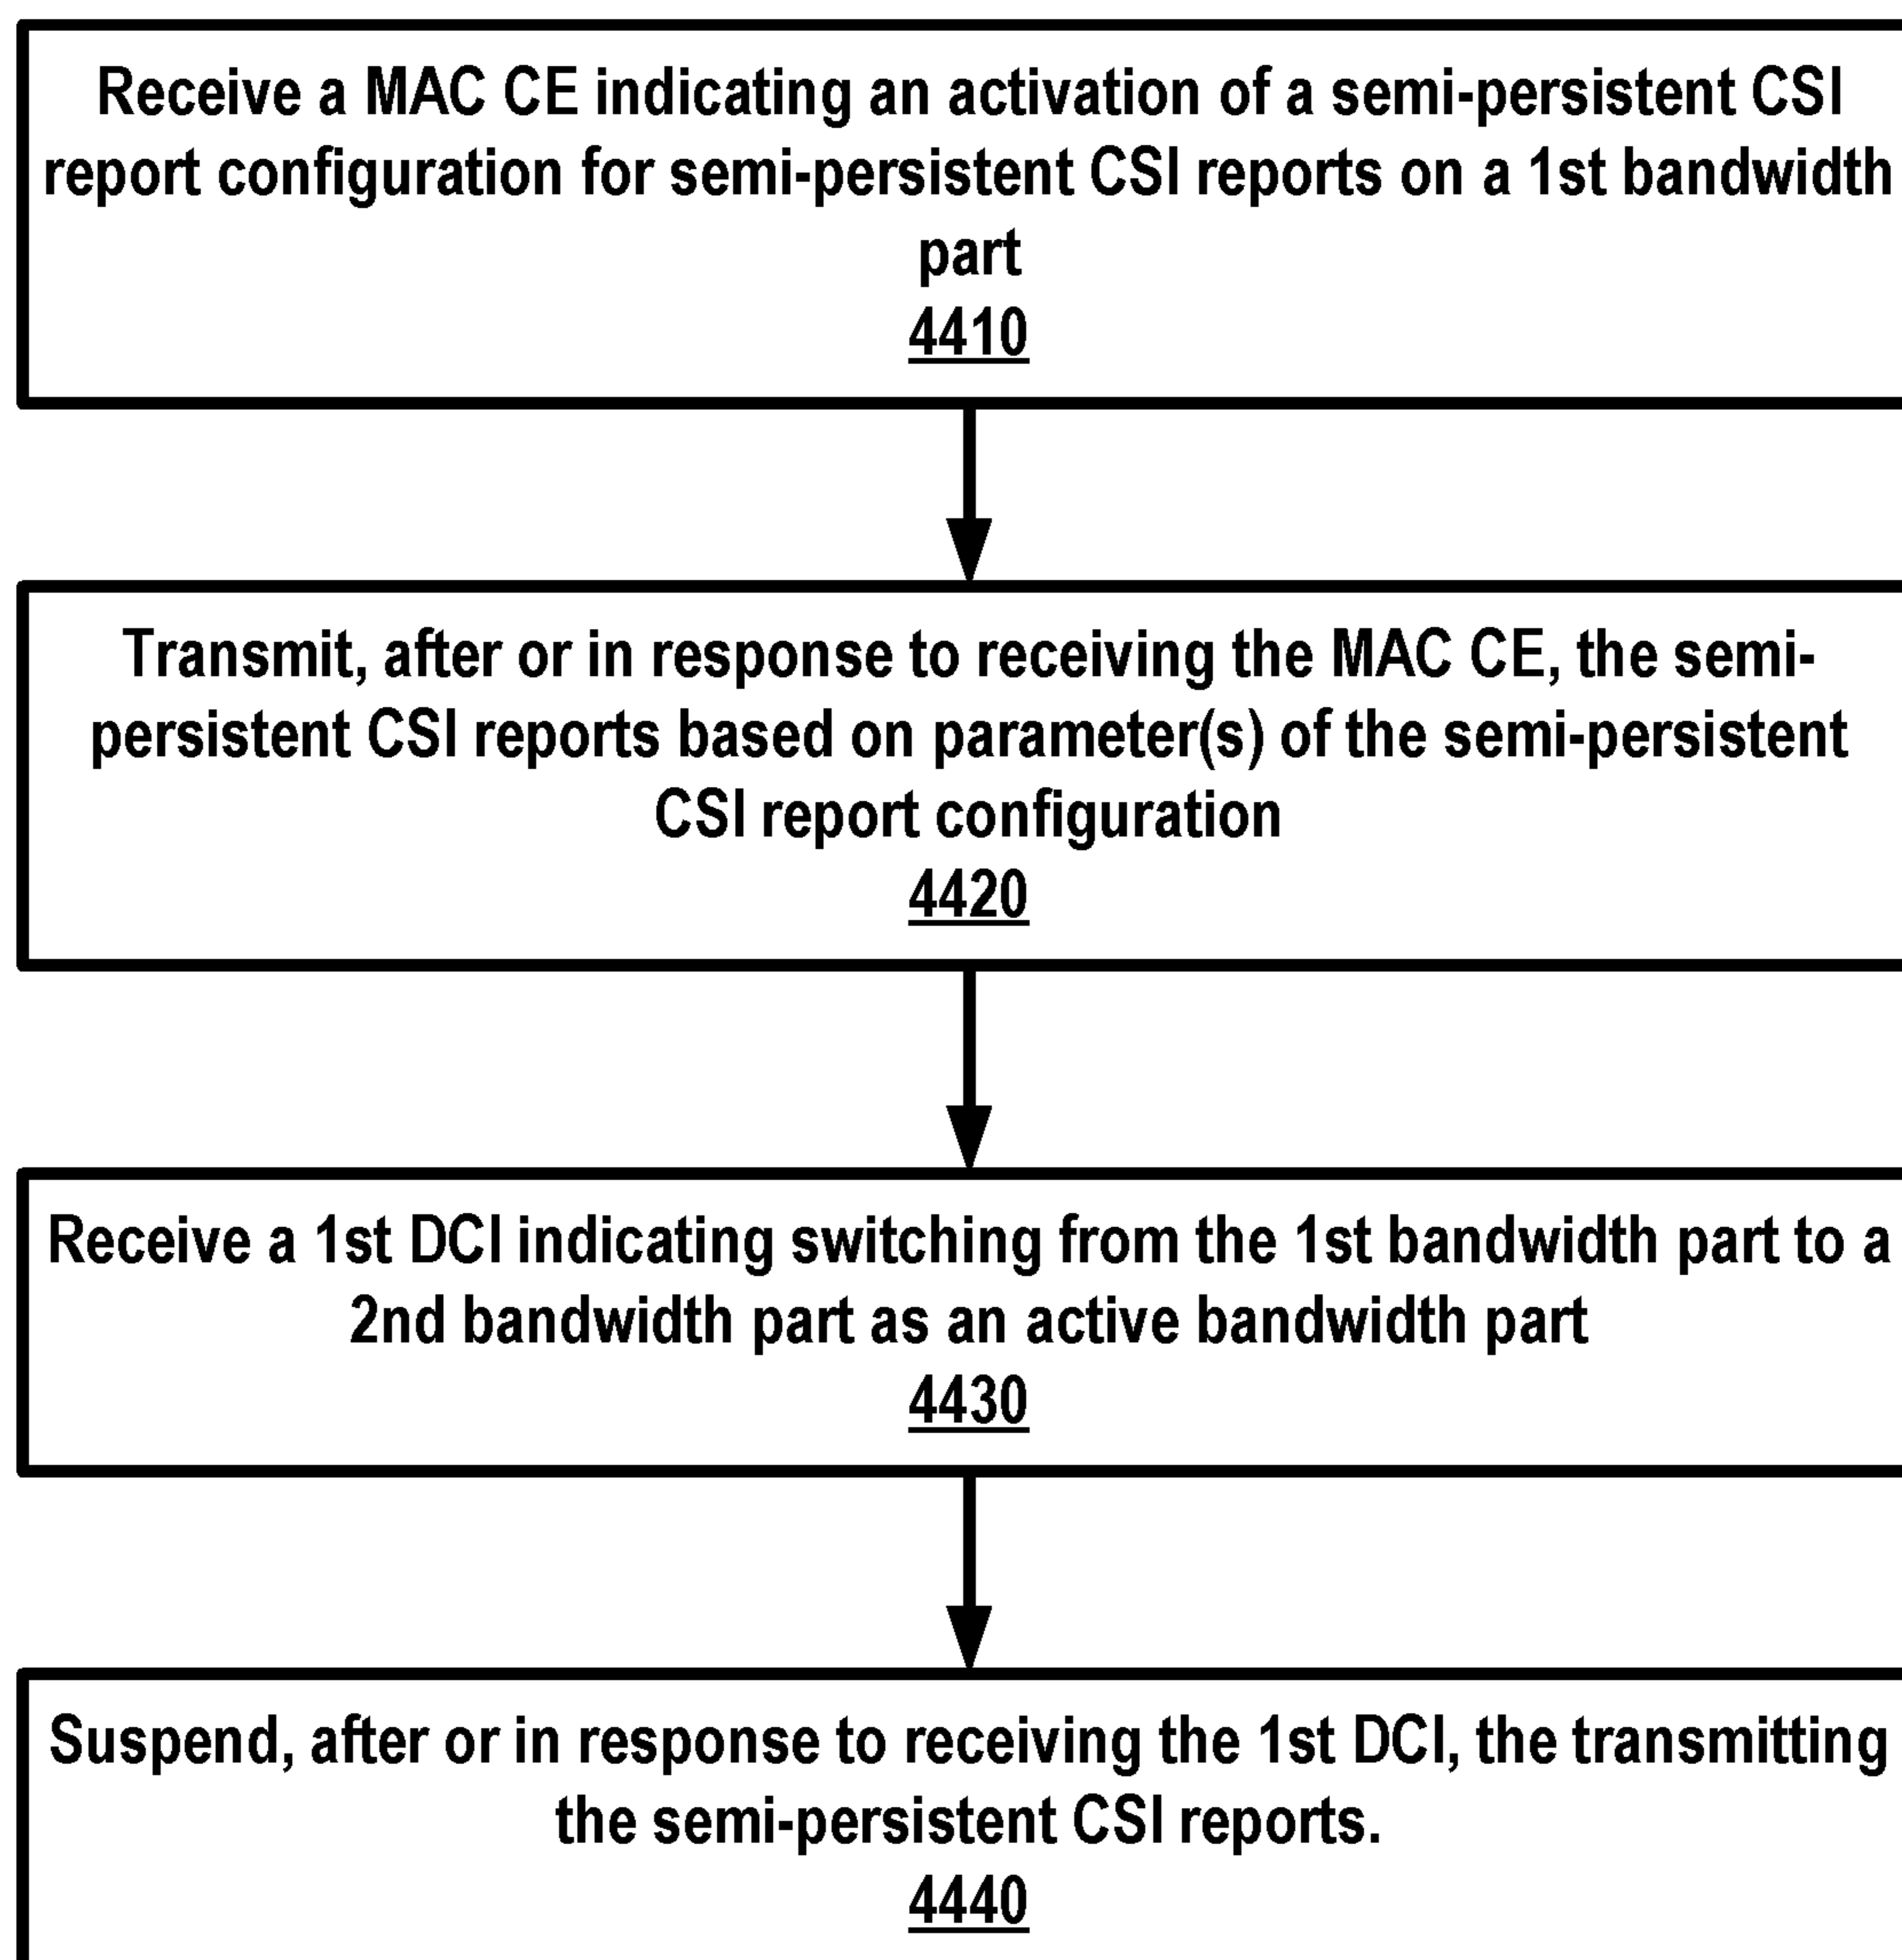 Receive a MAC CE indicating an activation of a semi-persistent CSI
report configuration for semi-persistent CSI reports on a 1st bandwidth
part
4410
Transmit, after or in response to receiving the MAC CE, the semi-
persistent CSI reports based on parameter(s) of the semi-persistent
CSI report configuration
4420
Receive a 1st DCI indicating switching from the 1st bandwidth part to a
2nd bandwidth part as an active bandwidth part
4430
Suspend, after or in response to receiving the 1st DCI, the transmitting
the semi-persistent CSI reports.
4440